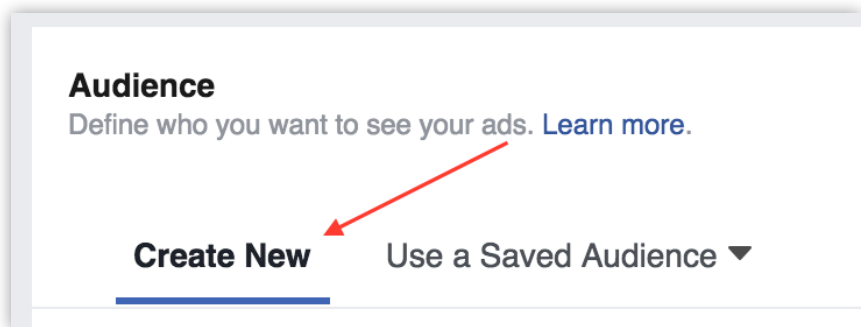 Audience
Define who you want to see your ads. Learn more.
Create New Use a Saved Audience